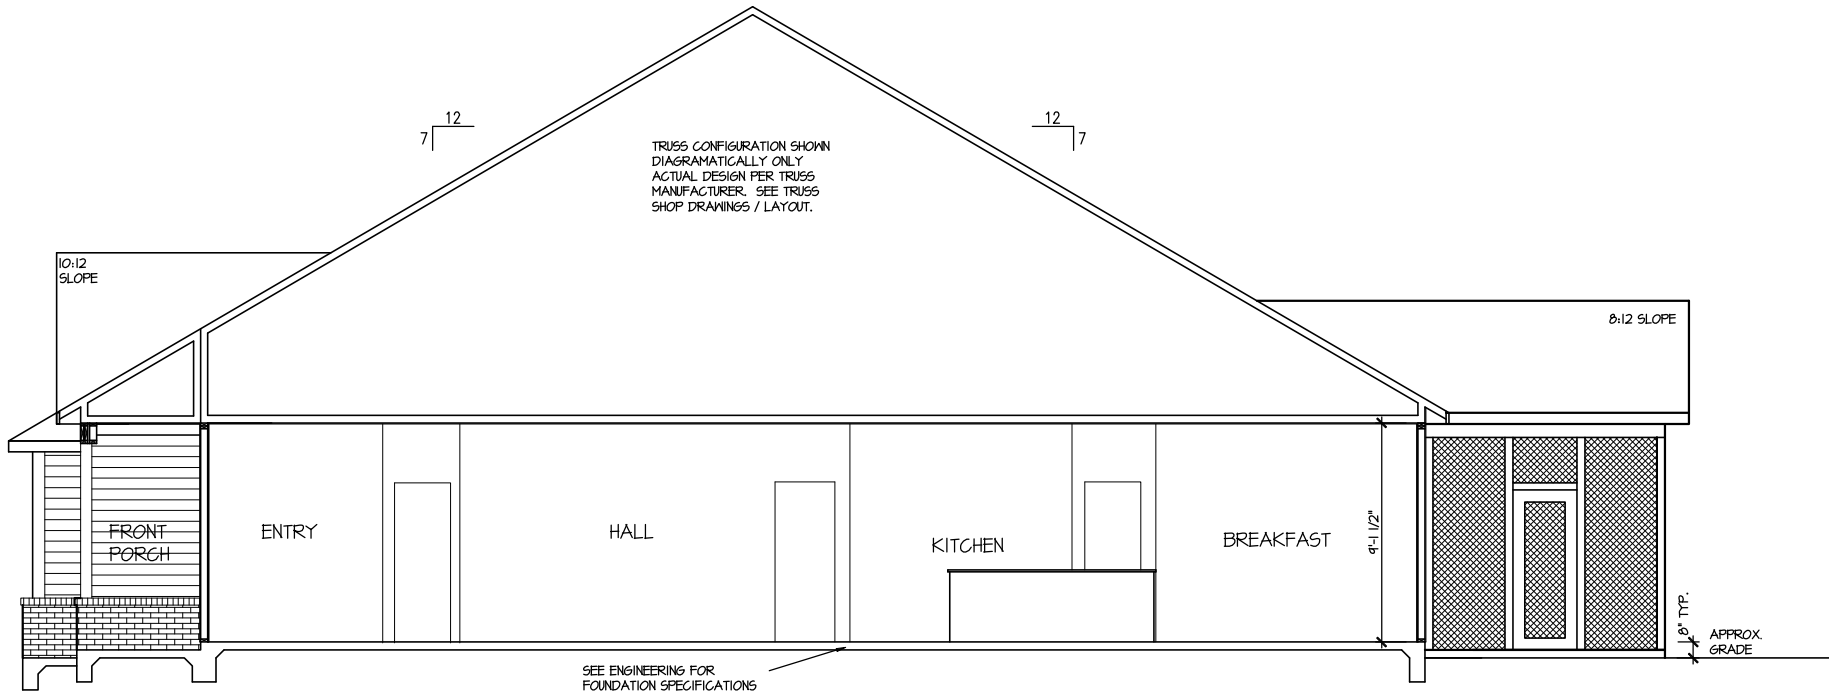 12
7
12
7
TRUSS CONFIGURATION SHOWN
DIAGRAMATICALLY ONLY
ACTUAL DESIGN PER TRUSS
MANUFACTURER. SEE TRUSS
SHOP DRAWINGS / LAYOUT.
10:12
SLOPE
8:12 SLOPE
FRONT
PORCH
ENTRY
HALL
KITCHEN
BREAKFAST
9'-1 1/2"
8" TYP.
APPROX.
GRADE
SEE ENGINEERING FOR
FOUNDATION SPECIFICATIONS